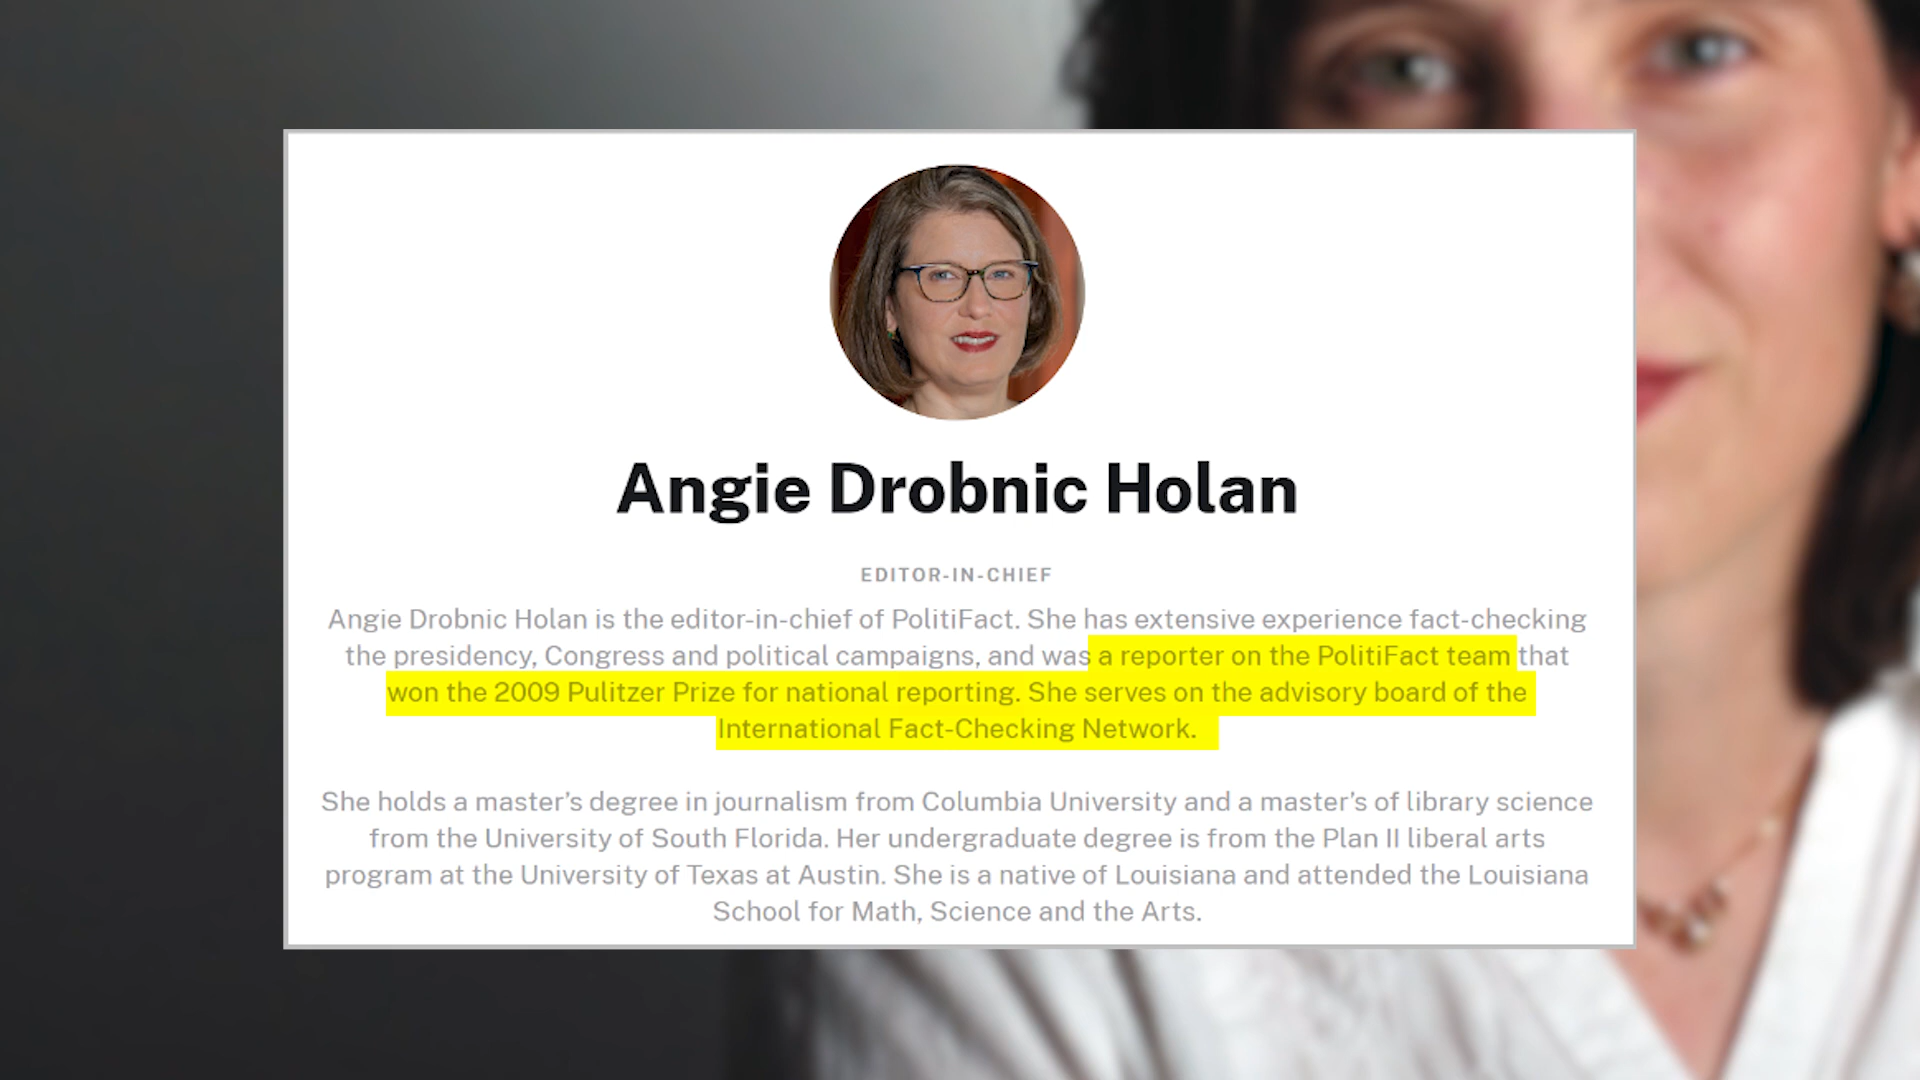 Angie Drobnic Holan
EDITOR-IN-CHIEF
Angie Drobnic Holan is the editor-in-chief of PolitiFact. She has extensive experience fact-checking
the presidency, Congress and political campaigns, and was a reporter on the PolitiFact team that
won the 2009 Pulitzer Prize for national reporting. She serves on the advisory board of the
International Fact-Checking Network.
She holds a master’s degree in journalism from Columbia University and a master’s of library science
from the University of South Florida. Her undergraduate degree is from the Plan II liberal arts
program at the University of Texas at Austin. She is a native of Louisiana and attended the Louisiana
School for Math, Science and the Arts.